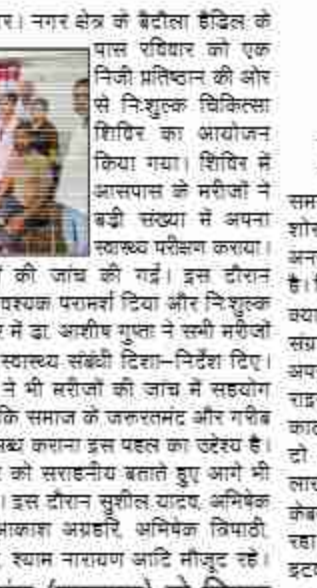 र। नगर क्षेत्र के बैदौला हैडिल के
पास रविवार को एक
निजी प्रतिष्ठान की ओर
से निःशुल्क चिकित्सा
शिविर का आयोजन
किया गया। शिविर में
आसपास के मरीजों ने
बड़ी संख्या में अपना
स्वास्थ्य परीक्षण कराया।
की जांच की गई। इस दौरान
वश्यक परामर्श दिया और निःशुल्क
र में डा. आशीष गुप्ता ने सभी मरीजों
स्वास्थ्य संबंधी दिशा–निर्देश दिए।
ने भी मरीजों की जांच में सहयोग
कि समाज के जरूरतमंद और गरीब
ब्ध कराना इस पहल का उद्देश्य है।
को सराहनीय बताते हुए आगे भी
। इस दौरान सुशील यादव, अभिषेक
आकाश अग्रहरि, अभिषेक त्रिपाठी,
श्याम नारायण आदि मौजूद रहे।
सम
शोर
अन
है।
क्या
संग्र
अप
राइ
का
टो
लार
केब
रहा
इट